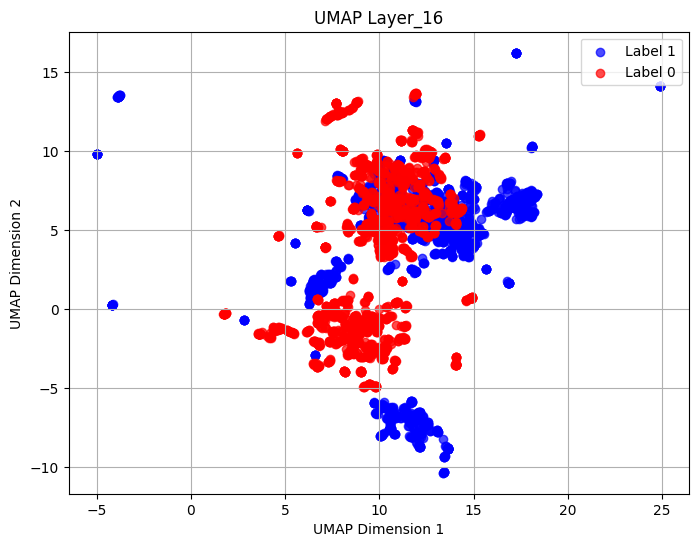 UMAP Layer_16
Label 1
Label 0
UMAP Dimension 2
15
10
5
0
−5
−10
−5
0
5
10
15
20
25
UMAP Dimension 1